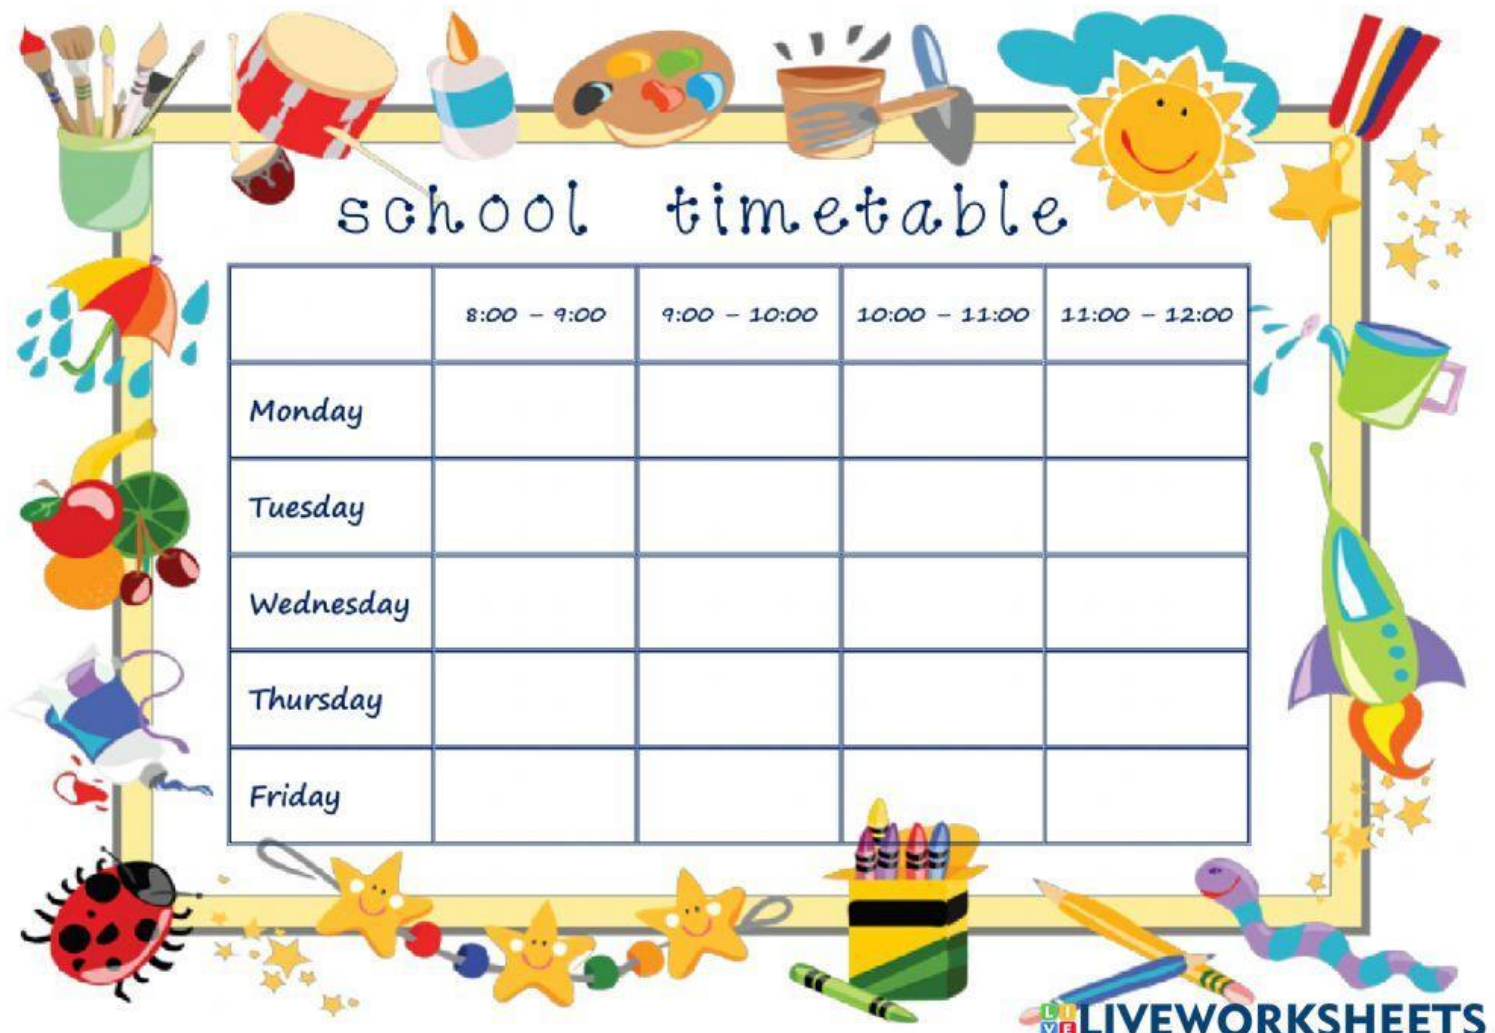 school timetable
8:00 – 9:00 9:00 – 10:00 10:00 – 11:00 11:00 – 12:00
Monday
Tuesday
Wednesday
Thursday
Friday
LIVE LIVEWORKSHEETS